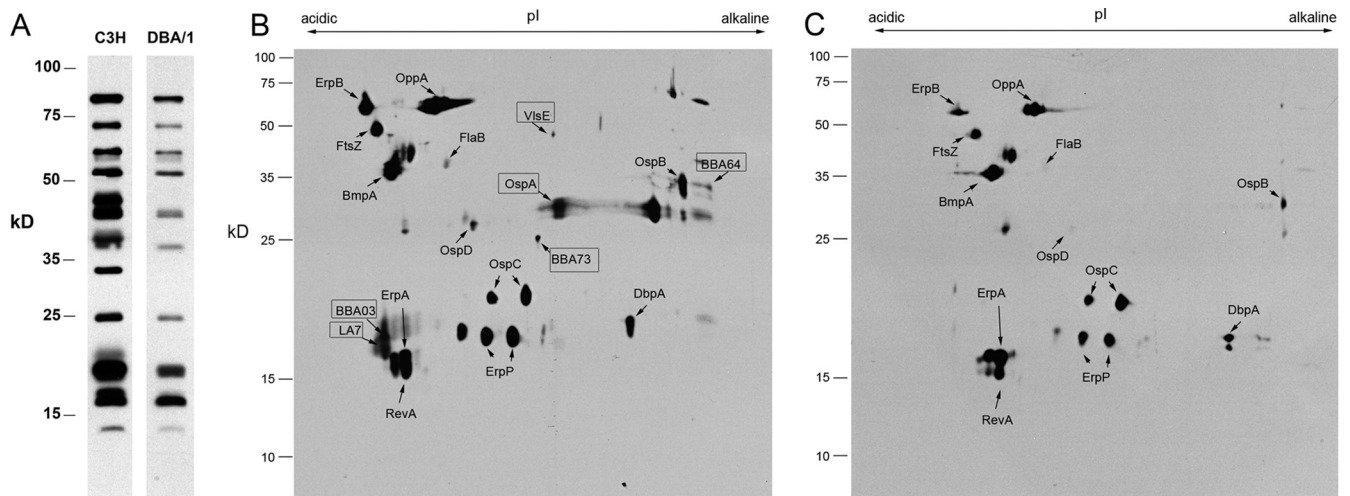 A
C3H DBA/1
100
75
50
kD
35
25
15
B
acidic pI alkaline
100
75
50
kD
35
25
15
10
ErpB
OppA
VlsE
FtsZ
FlaB
OspB
BBA64
BmpA
OspA
OspD
BBA73
OspC
ErpA
DbpA
BBA03
LA7
ErpP
RevA
C
acidic pI alkaline
100
75
50
35
25
15
10
ErpB
OppA
FtsZ
FlaB
OspB
BmpA
OspD
OspC
ErpA
DbpA
ErpP
RevA